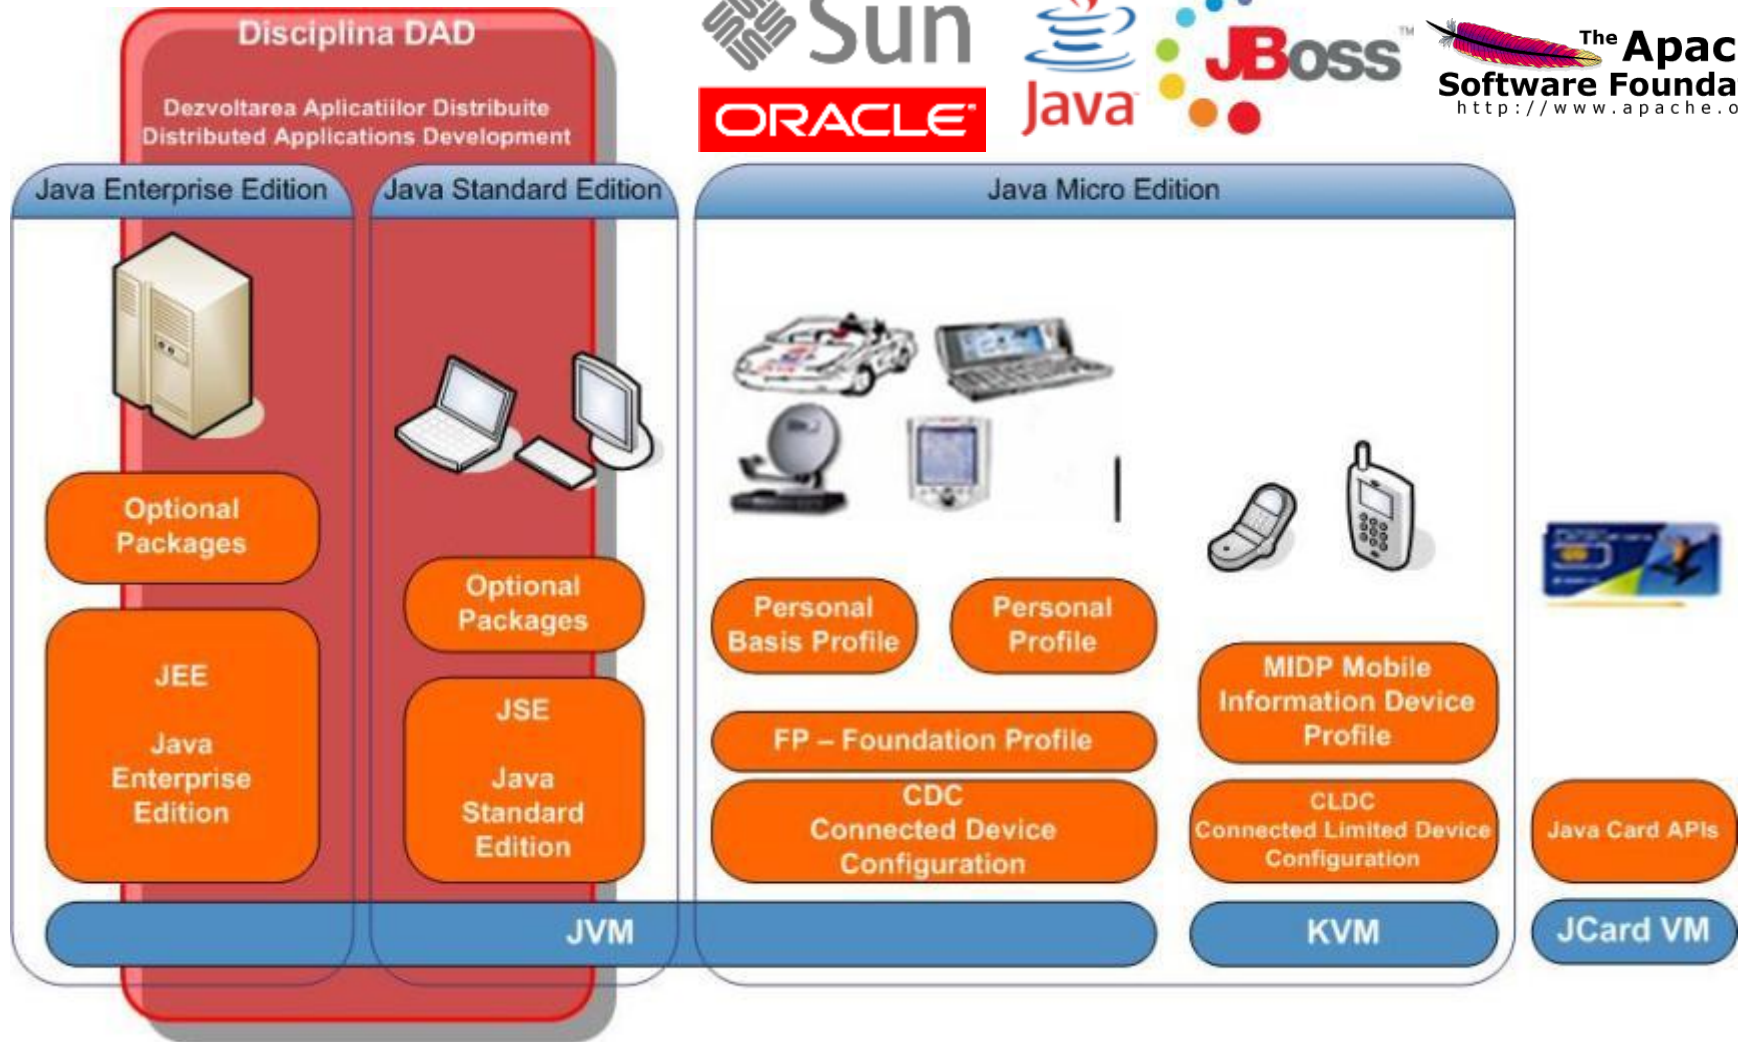 Disciplina DAD
Dezvoltarea Aplicatiilor Distribuite
Distributed Applications Development
Sun
ORACLE
Java
JBoss™
The Apac
Software Founda
http://www.apache.o
Java Enterprise Edition
Java Standard Edition
Java Micro Edition
Optional
Packages
JEE
Java
Enterprise
Edition
Optional
Packages
JSE
Java
Standard
Edition
Personal
Basis Profile
Personal
Profile
FP – Foundation Profile
CDC
Connected Device
Configuration
MIDP Mobile
Information Device
Profile
CLDC
Connected Limited Device
Configuration
Java Card APIs
JVM
KVM
JCard VM